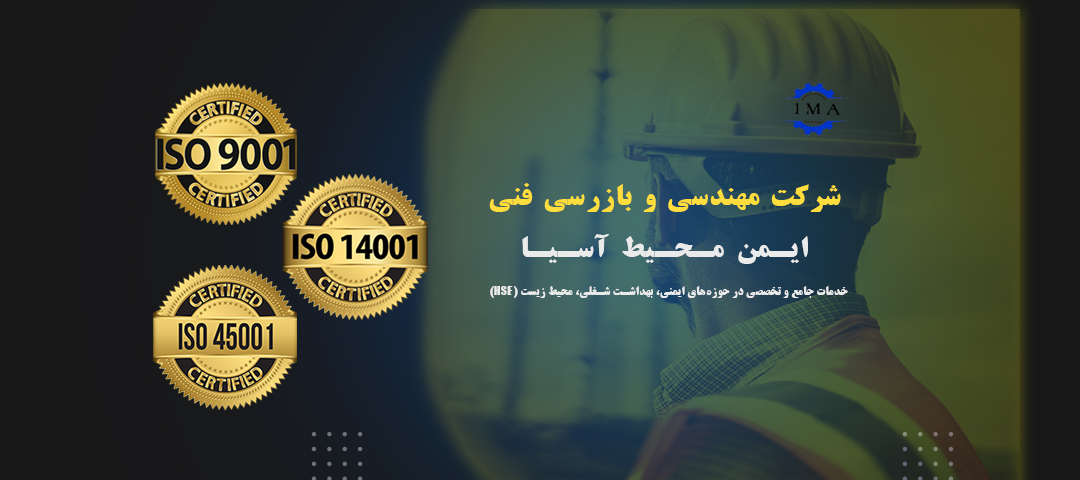 IMA
شرکت مهندسی و بازرسی فنی
ایمن محیط آسیا
خدمات جامع و تخصصی در حوزه‌های ایمنی، بهداشت شغلی، محیط زیست (HSE)
CERTIFIED
ISO 9001
CERTIFIED
CERTIFIED
ISO 14001
CERTIFIED
CERTIFIED
ISO 45001
CERTIFIED